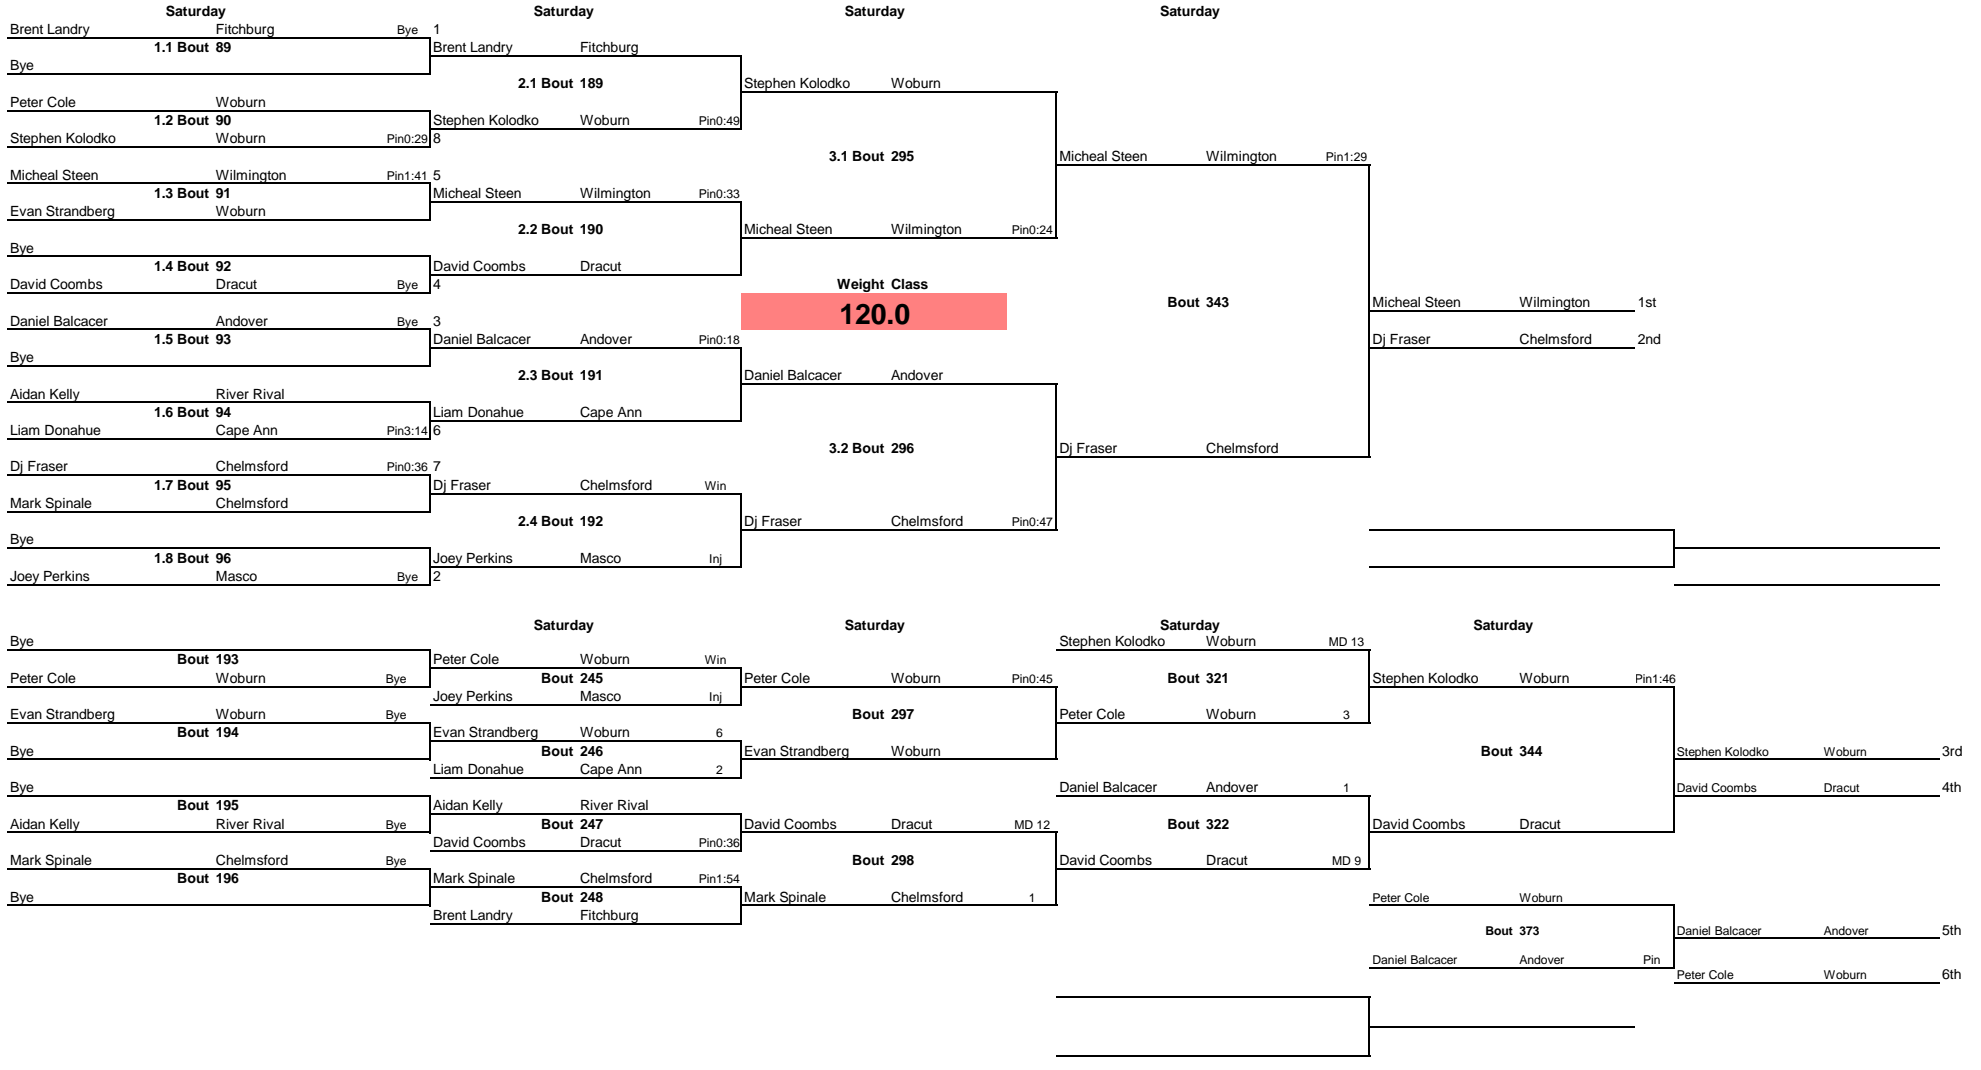 Saturday Saturday Saturday Saturday
Brent Landry Fitchburg Bye 1
1.1 Bout 89 Brent Landry Fitchburg
Bye
2.1 Bout 189 Stephen Kolodko Woburn
Peter Cole Woburn
1.2 Bout 90 Stephen Kolodko Woburn Pin0:49
Stephen Kolodko Woburn Pin0:29 8
3.1 Bout 295 Micheal Steen Wilmington Pin1:29
Micheal Steen Wilmington Pin1:41 5
1.3 Bout 91 Micheal Steen Wilmington Pin0:33
Evan Strandberg Woburn
2.2 Bout 190 Micheal Steen Wilmington Pin0:24
Bye
1.4 Bout 92 David Coombs Dracut
David Coombs Dracut Bye 4 Weight Class
Bout 343 Micheal Steen Wilmington 1st
120.0
Daniel Balcacer Andover Bye 3
1.5 Bout 93 Daniel Balcacer Andover Pin0:18 Dj Fraser Chelmsford 2nd
Bye
2.3 Bout 191 Daniel Balcacer Andover
Aidan Kelly River Rival
1.6 Bout 94 Liam Donahue Cape Ann
Liam Donahue Cape Ann Pin3:14 6
3.2 Bout 296 Dj Fraser Chelmsford
Dj Fraser Chelmsford Pin0:36 7
1.7 Bout 95 Dj Fraser Chelmsford Win
Mark Spinale Chelmsford
2.4 Bout 192 Dj Fraser Chelmsford Pin0:47
Bye
1.8 Bout 96 Joey Perkins Masco Inj
Joey Perkins Masco Bye 2
Saturday Saturday Saturday Saturday
Bye Stephen Kolodko Woburn MD 13
Bout 193 Peter Cole Woburn Win
Peter Cole Woburn Bye Bout 245 Peter Cole Woburn Pin0:45 Bout 321 Stephen Kolodko Woburn Pin1:46
Joey Perkins Masco Inj
Evan Strandberg Woburn Bye Bout 297 Peter Cole Woburn 3
Bout 194 Evan Strandberg Woburn 6
Bye Bout 246 Evan Strandberg Woburn Bout 344 Stephen Kolodko Woburn 3rd
Liam Donahue Cape Ann 2
Bye Daniel Balcacer Andover 1 David Coombs Dracut 4th
Bout 195 Aidan Kelly River Rival
Aidan Kelly River Rival Bye Bout 247 David Coombs Dracut MD 12 Bout 322 David Coombs Dracut
David Coombs Dracut Pin0:36
Mark Spinale Chelmsford Bye Bout 298 David Coombs Dracut MD 9
Bout 196 Mark Spinale Chelmsford Pin1:54
Bye Bout 248 Mark Spinale Chelmsford 1 Peter Cole Woburn
Brent Landry Fitchburg
Bout 373 Daniel Balcacer Andover 5th
Daniel Balcacer Andover Pin
Peter Cole Woburn 6th